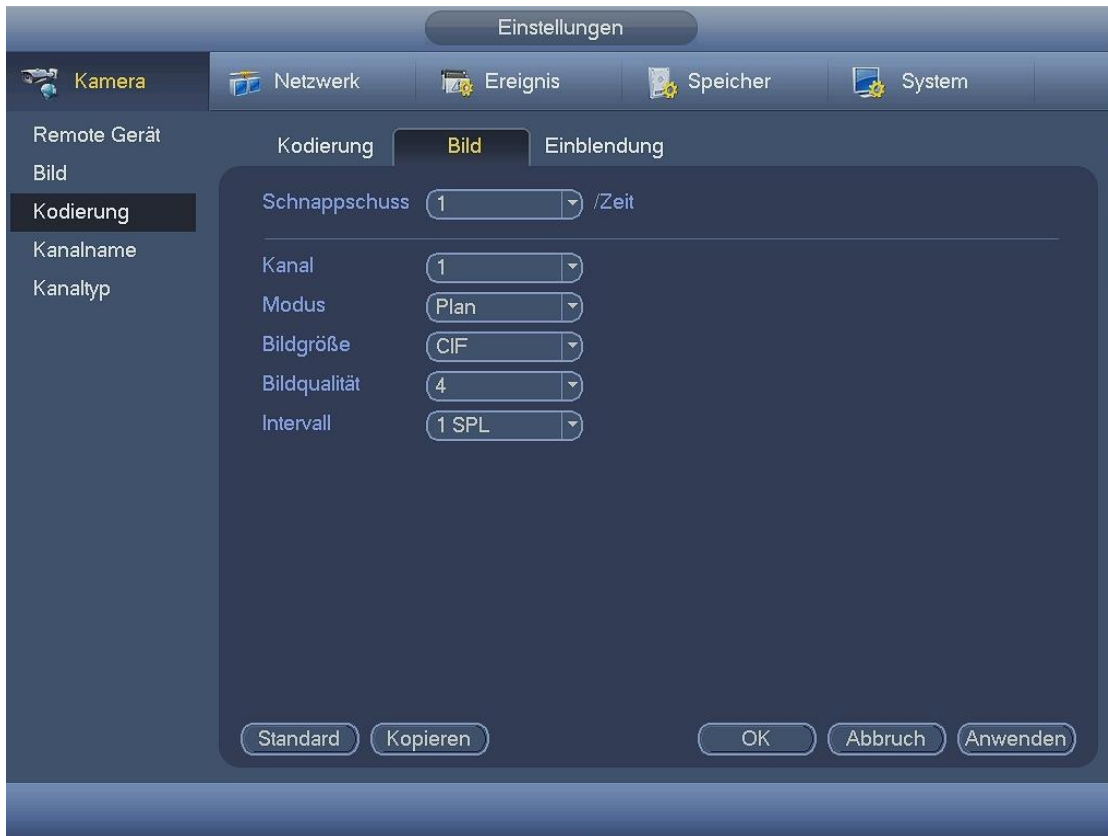 Einstellungen
Kamera Netzwerk Ereignis Speicher System
Remote Gerät
Bild
Kodierung
Kanalname
Kanaltyp
Kodierung Bild Einblendung
Schnappschuss 1 /Zeit
Kanal 1
Modus Plan
Bildgröße CIF
Bildqualität 4
Intervall 1 SPL
Standard Kopieren OK Abbruch Anwenden